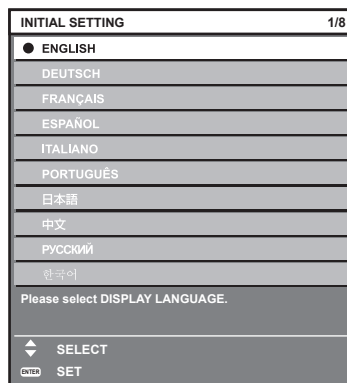 INITIAL SETTING 1/8
ENGLISH
DEUTSCH
FRANÇAIS
ESPAÑOL
ITALIANO
PORTUGUÊS
日本語
中文
РУССКИЙ
한국어
Please select DISPLAY LANGUAGE.
SELECT
ENTER SET